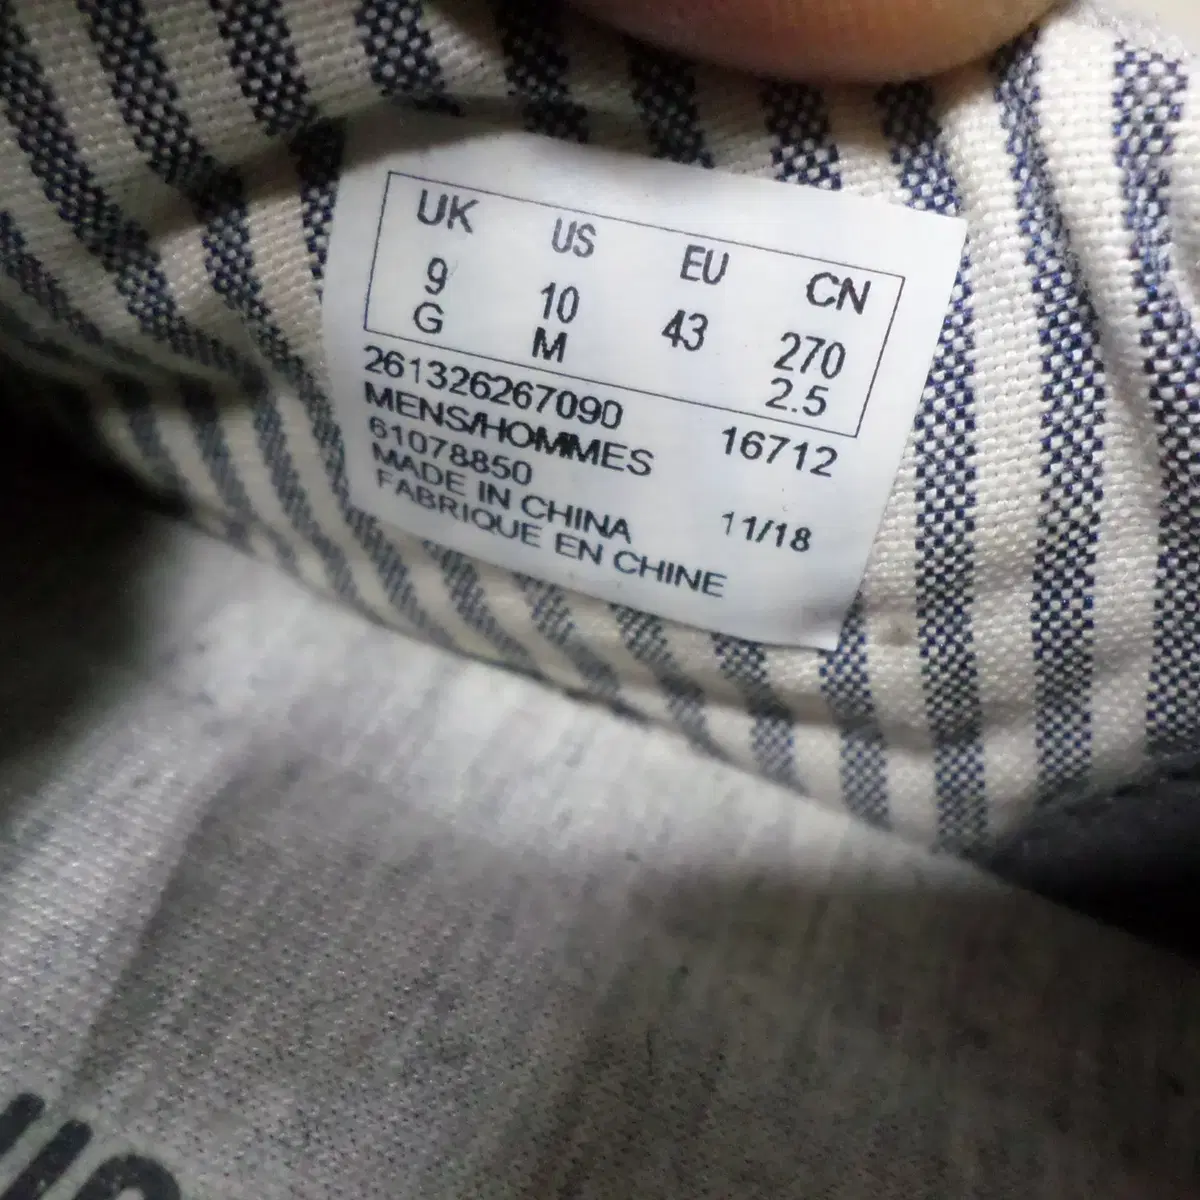 UK US EU CN
9 10 43 270
G M 2.5
261326267090
MENS/HOMMES 16712
61078850
MADE IN CHINA 11/18
FABRIQUE EN CHINE